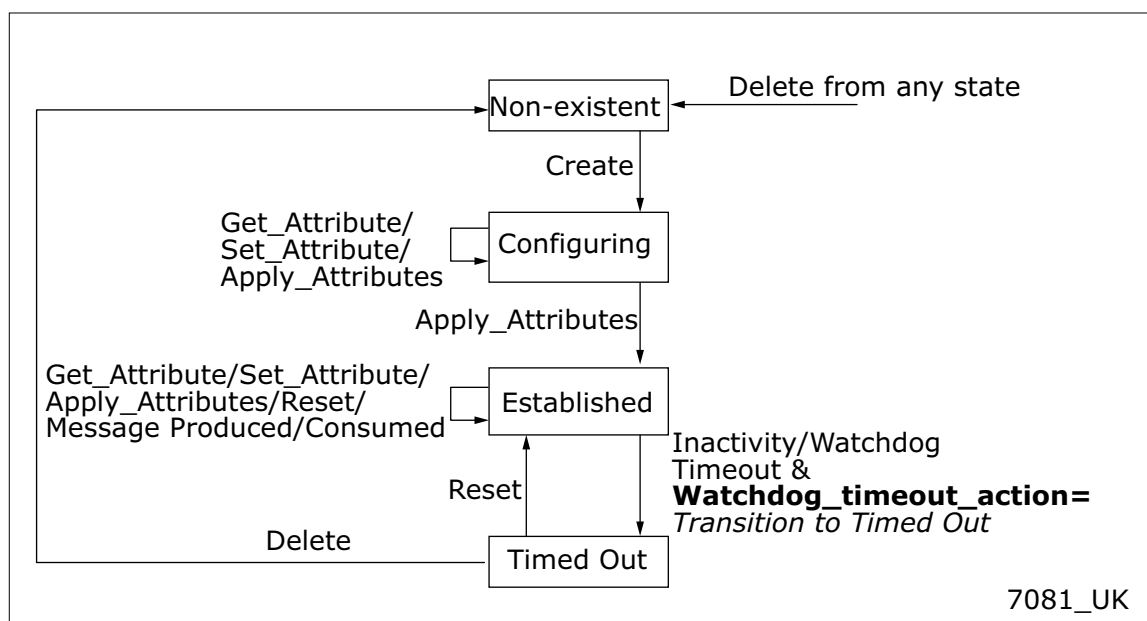 Delete from any state
Non-existent
Create
Get_Attribute/
Set_Attribute/
Apply_Attributes
Configuring
Apply_Attributes
Get_Attribute/Set_Attribute/
Apply_Attributes/Reset/
Message Produced/Consumed
Established
Inactivity/Watchdog
Timeout &
Watchdog_timeout_action=
Transition to Timed Out
Reset
Delete
Timed Out
7081_UK